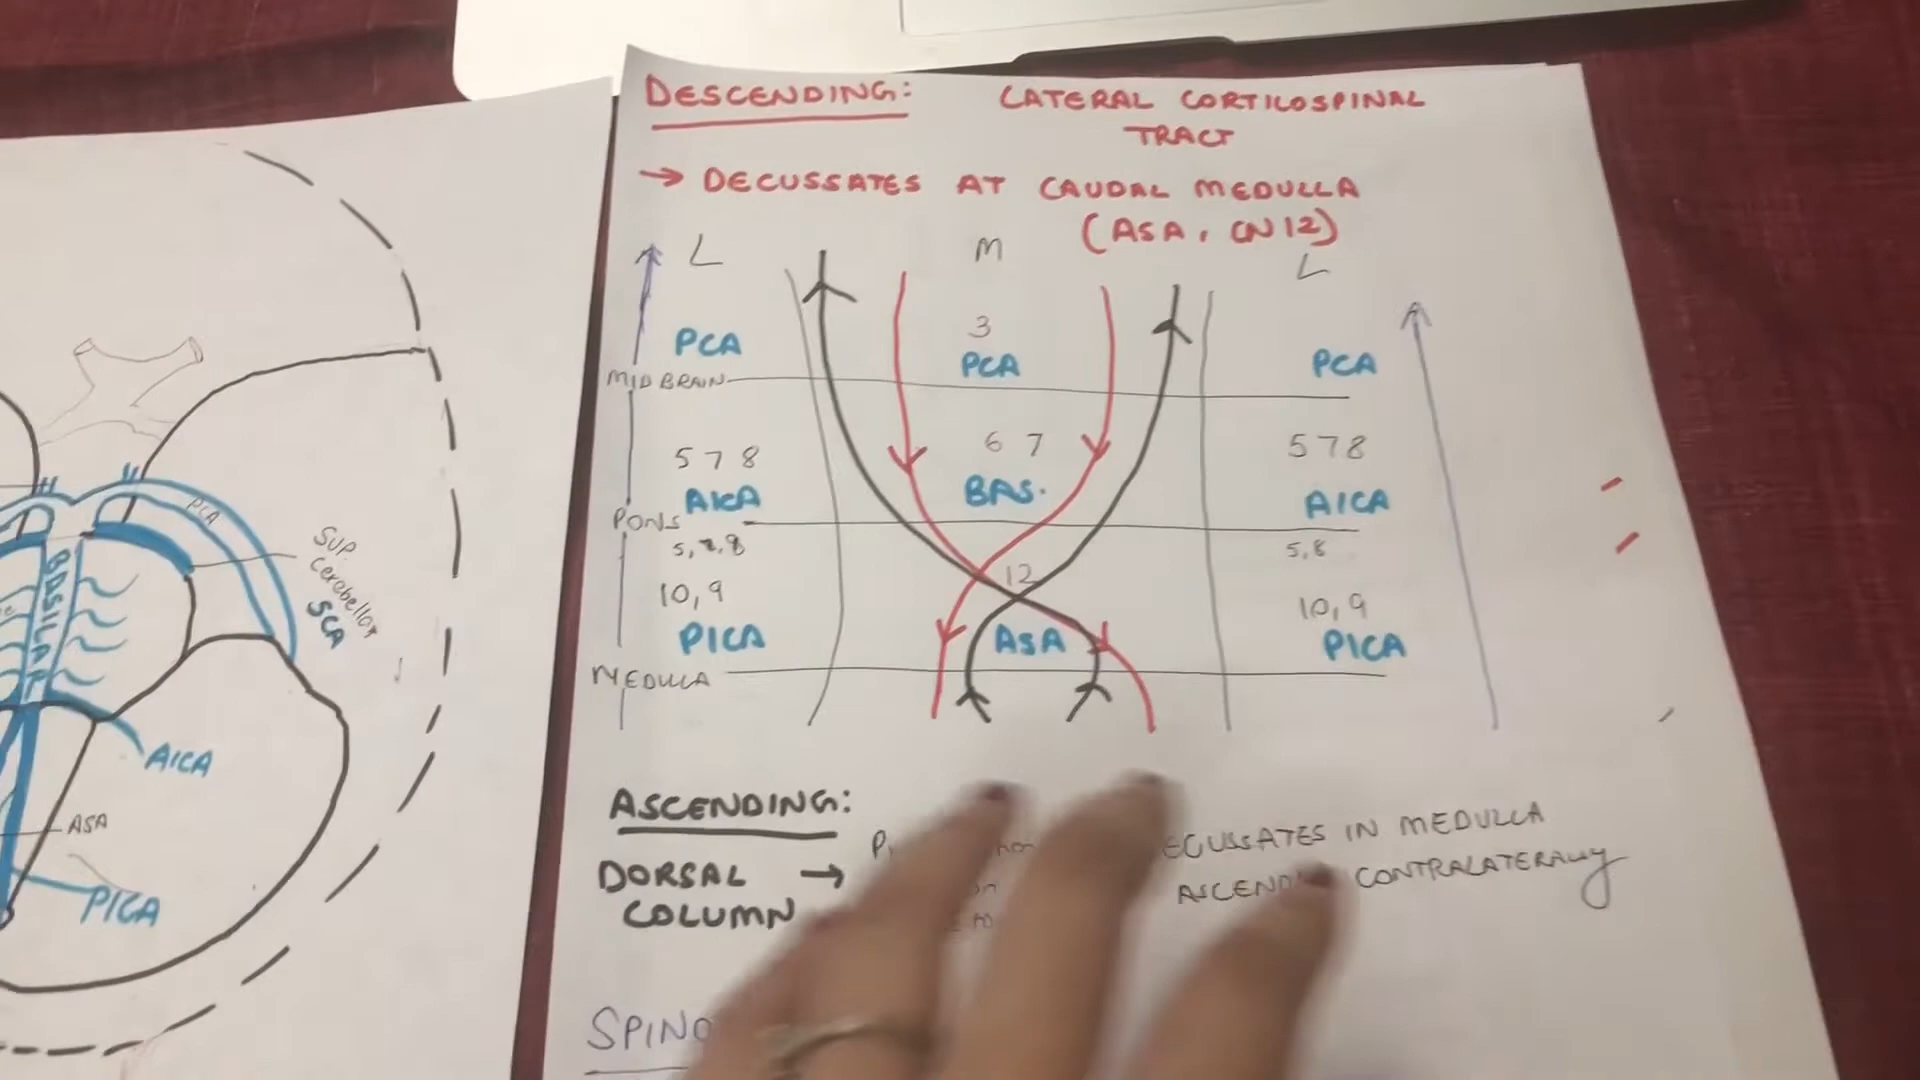 DESCENDING: LATERAL CORTICOSPINAL
TRACT
→ DECUSSATES AT CAUDAL MEDULLA
(ASA, CN 12)
L M L
3
PCA PCA PCA
MIDBRAIN
5 7 8 6 7 5 7 8
AICA BAS. AICA
PONS
5, 7, 8 12 5, 8
10, 9 10, 9
PICA ASA PICA
MEDULLA
ASCENDING:
ECUSSATES IN MEDULLA
DORSAL →
COLUMN
CONTRALATERALLY
PCA
SUP.
cerebellar
SCA
BASILAR
AICA
ASA
PICA